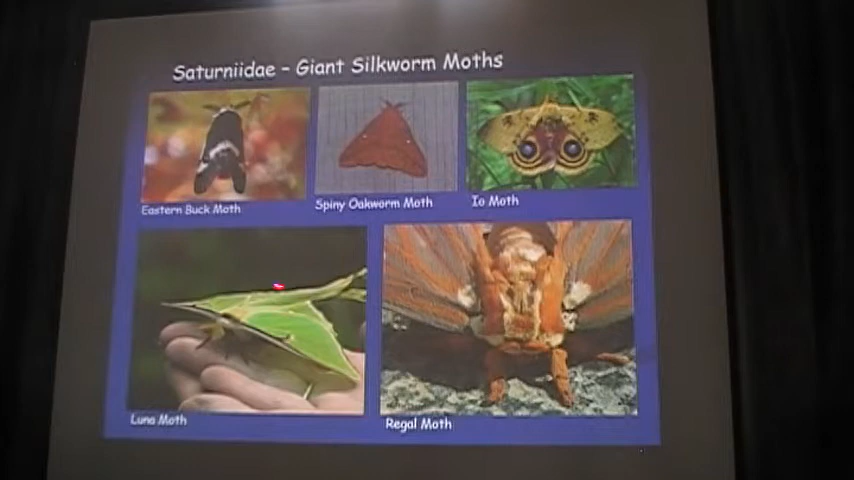 Saturniidae – Giant Silkworm Moths
Eastern Buck Moth
Spiny Oakworm Moth
Io Moth
Luna Moth
Regal Moth